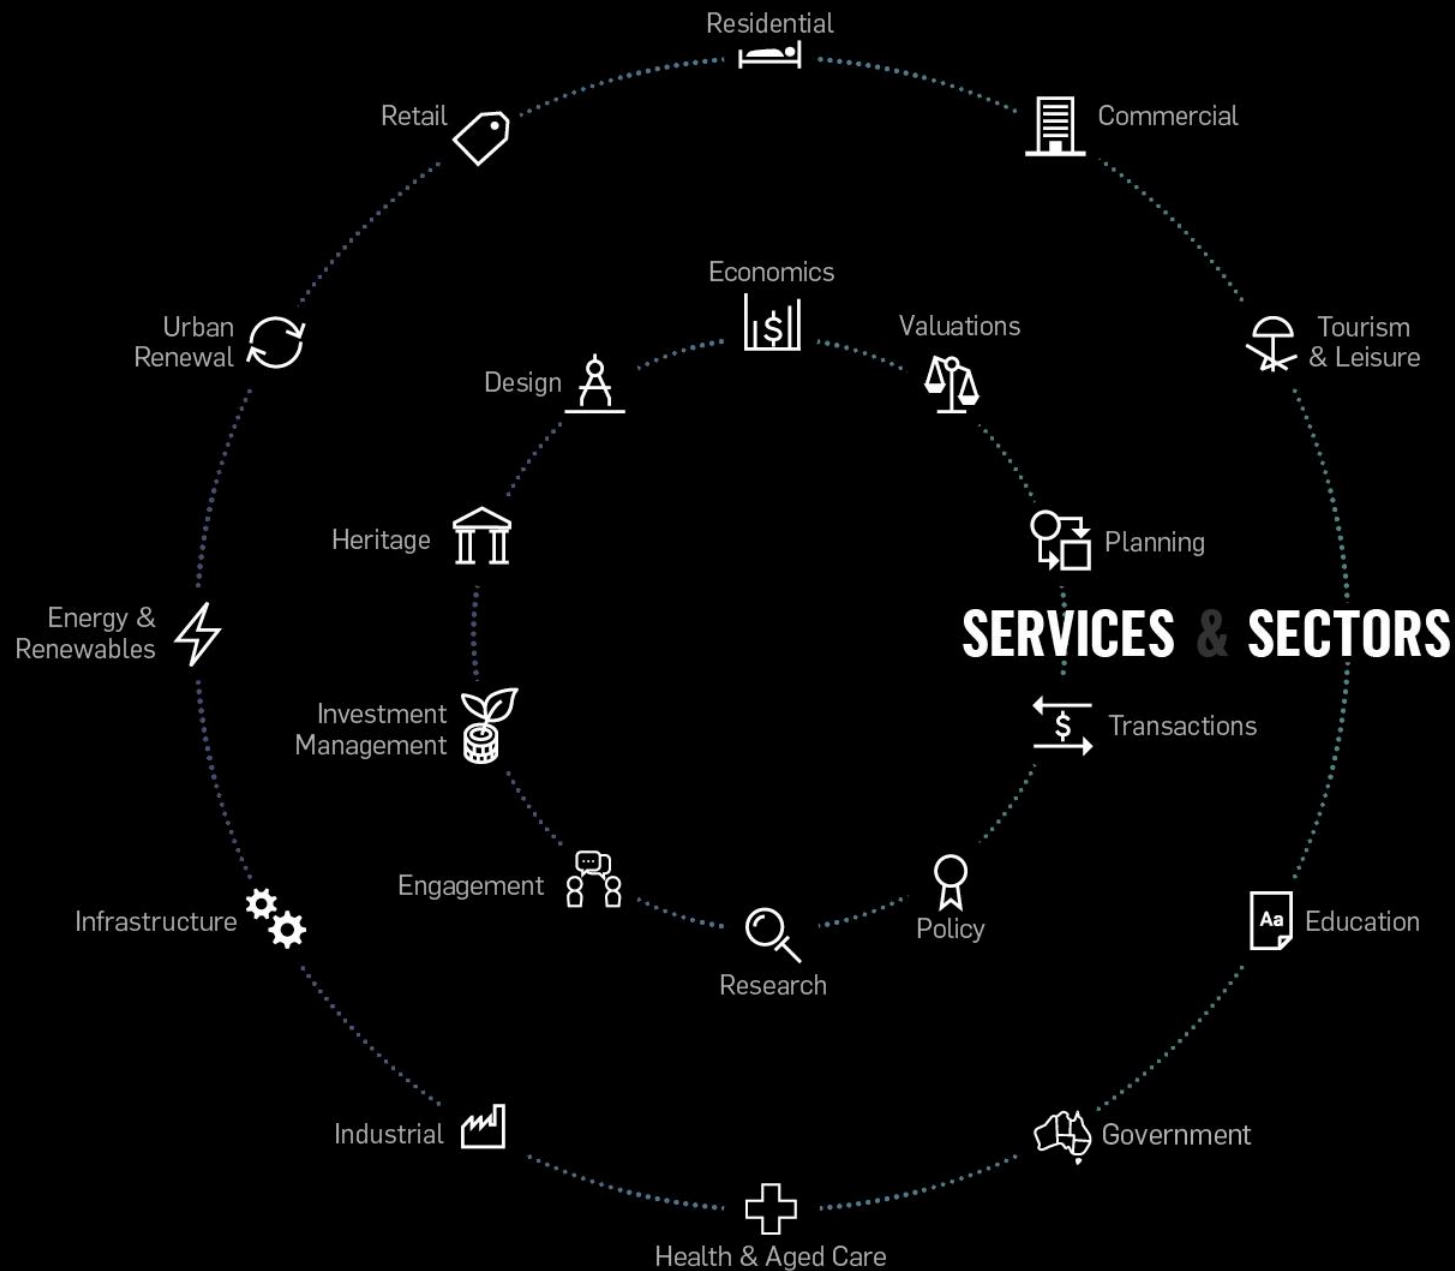 Residential
Retail
Commercial
Economics
Urban
Renewal
Valuations
Tourism
& Leisure
Design
$
Heritage
Planning
Energy &
Renewables
SERVICES & SECTORS
Investment
Management
Transactions
$
Engagement
Policy
Infrastructure
Aa
Education
Research
Industrial
Government
Health & Aged Care